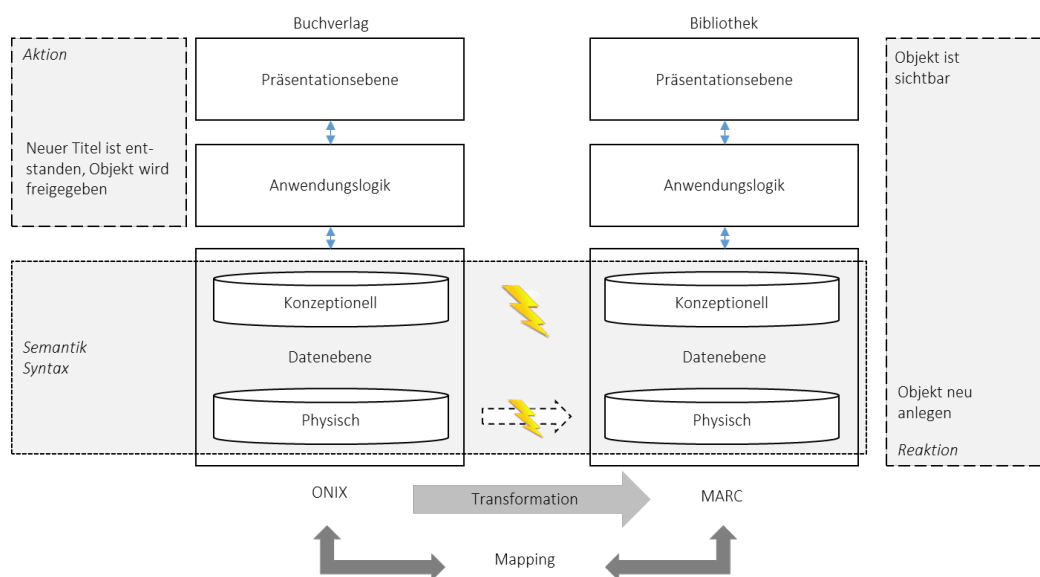 Buchverlag
Bibliothek
Aktion
Neuer Titel ist ent-
standen, Objekt wird
freigegeben
Präsentationsebene
Präsentationsebene
Objekt ist
sichtbar
Anwendungslogik
Anwendungslogik
Semantik
Syntax
Konzeptionell
Datenebene
Physisch
Konzeptionell
Datenebene
Physisch
Objekt neu
anlegen
Reaktion
ONIX
Transformation
MARC
Mapping